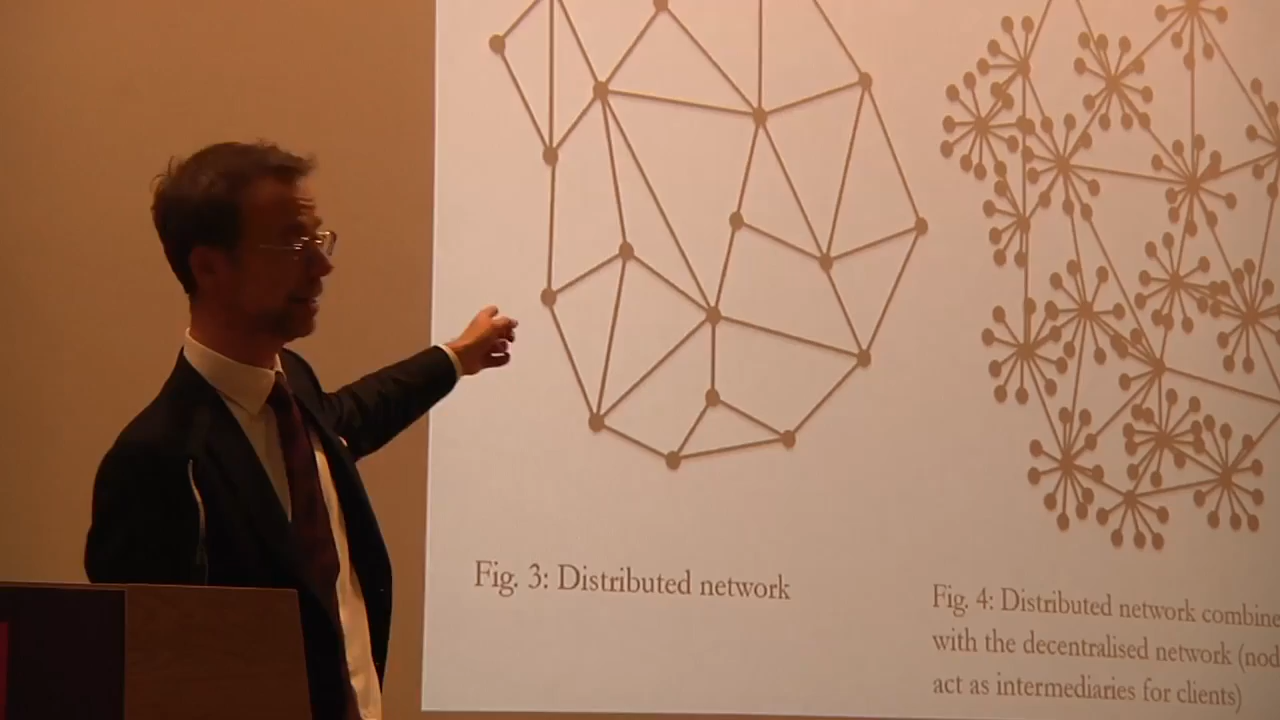 Fig. 3: Distributed network
Fig. 4: Distributed network combine
with the decentralised network (nod
act as intermediaries for clients)